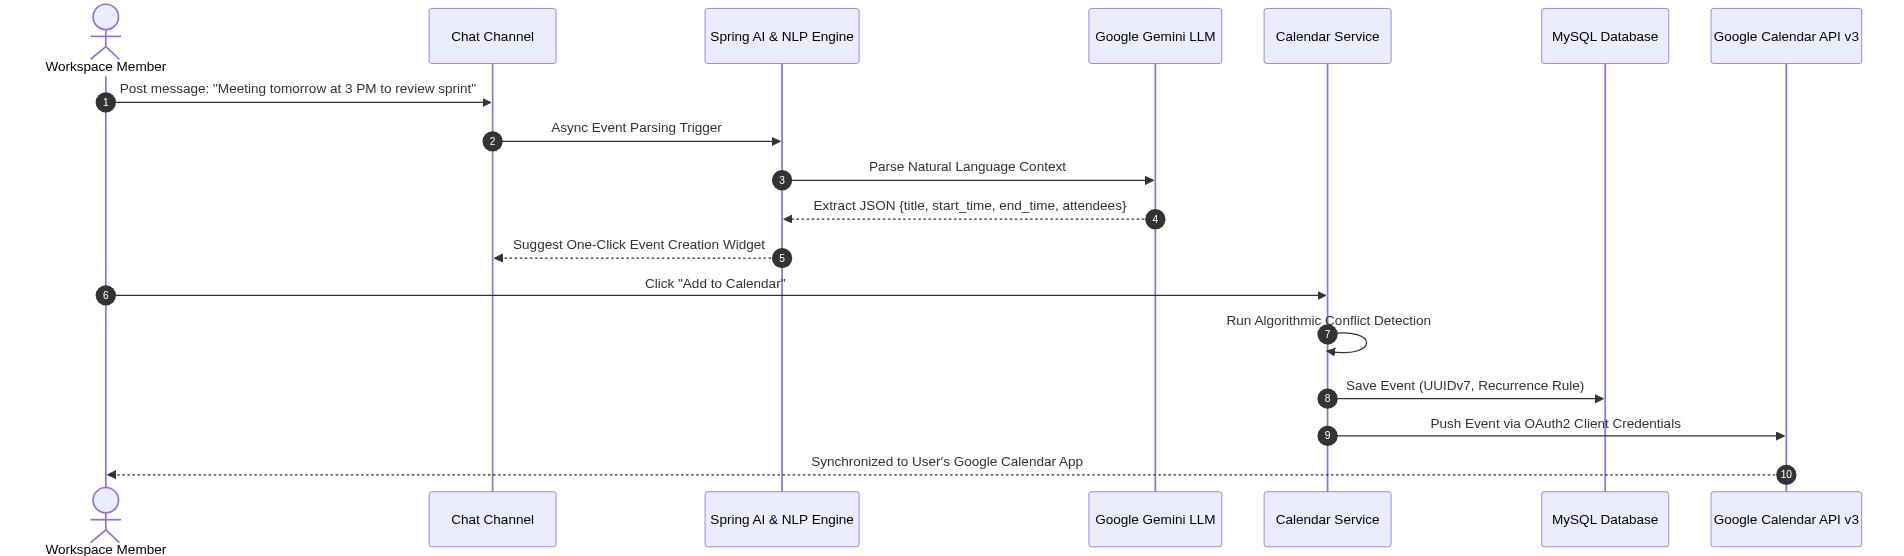 Workspace Member
Chat Channel
Spring AI & NLP Engine
Google Gemini LLM
Calendar Service
MySQL Database
Google Calendar API v3
Post message: "Meeting tomorrow at 3 PM to review sprint"
1
Async Event Parsing Trigger
2
Parse Natural Language Context
3
Extract JSON {title, start_time, end_time, attendees}
4
Suggest One-Click Event Creation Widget
5
Click "Add to Calendar"
6
Run Algorithmic Conflict Detection
7
Save Event (UUIDv7, Recurrence Rule)
8
Push Event via OAuth2 Client Credentials
9
Synchronized to User's Google Calendar App
10
Workspace Member
Chat Channel
Spring AI & NLP Engine
Google Gemini LLM
Calendar Service
MySQL Database
Google Calendar API v3